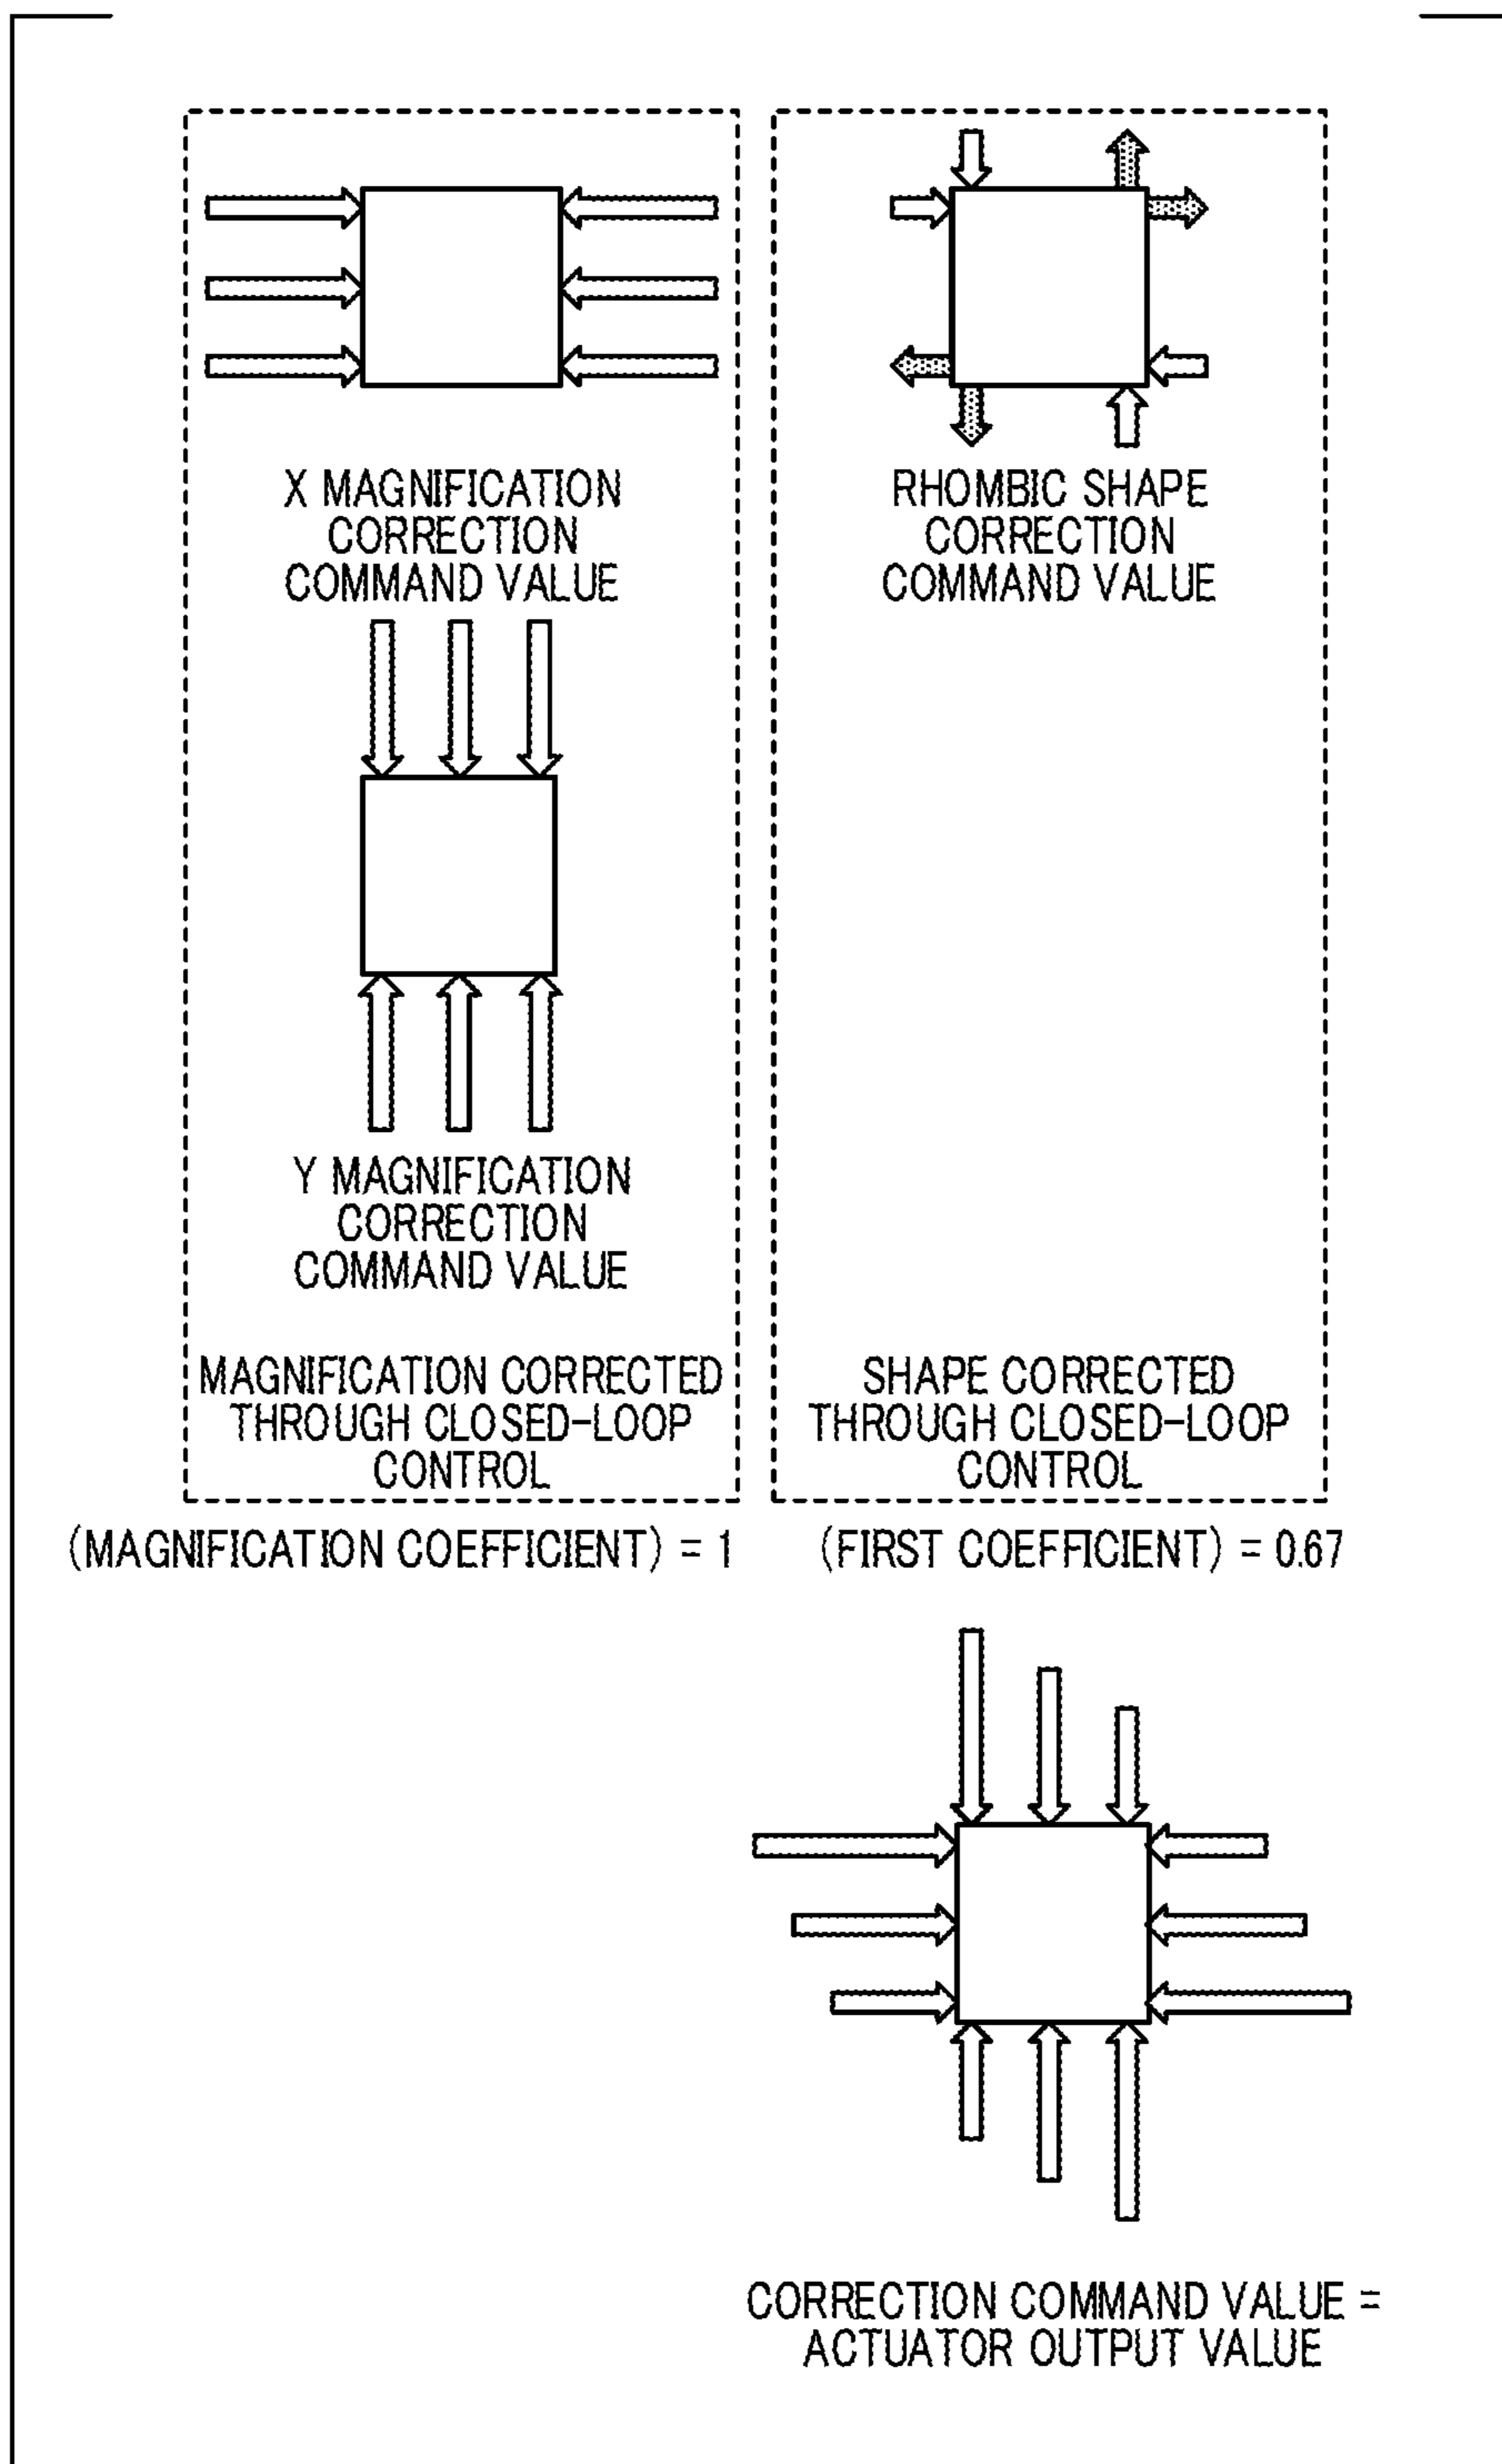 X MAGNIFICATION
CORRECTION
COMMAND VALUE
Y MAGNIFICATION
CORRECTION
COMMAND VALUE
MAGNIFICATION CORRECTED
THROUGH CLOSED-LOOP
CONTROL
(MAGNIFICATION COEFFICIENT) = 1
RHOMBIC SHAPE
CORRECTION
COMMAND VALUE
SHAPE CORRECTED
THROUGH CLOSED-LOOP
CONTROL
(FIRST COEFFICIENT) = 0.67
CORRECTION COMMAND VALUE =
ACTUATOR OUTPUT VALUE